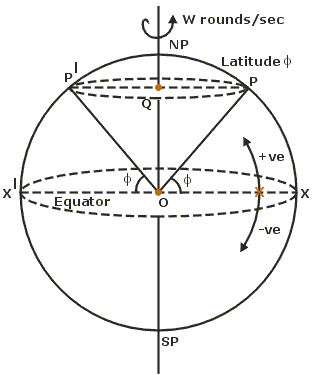 W rounds/sec
NP
Latitude ϕ
P|
P
Q
+ve
ϕ
ϕ
X|
Equator
O
X
-ve
SP